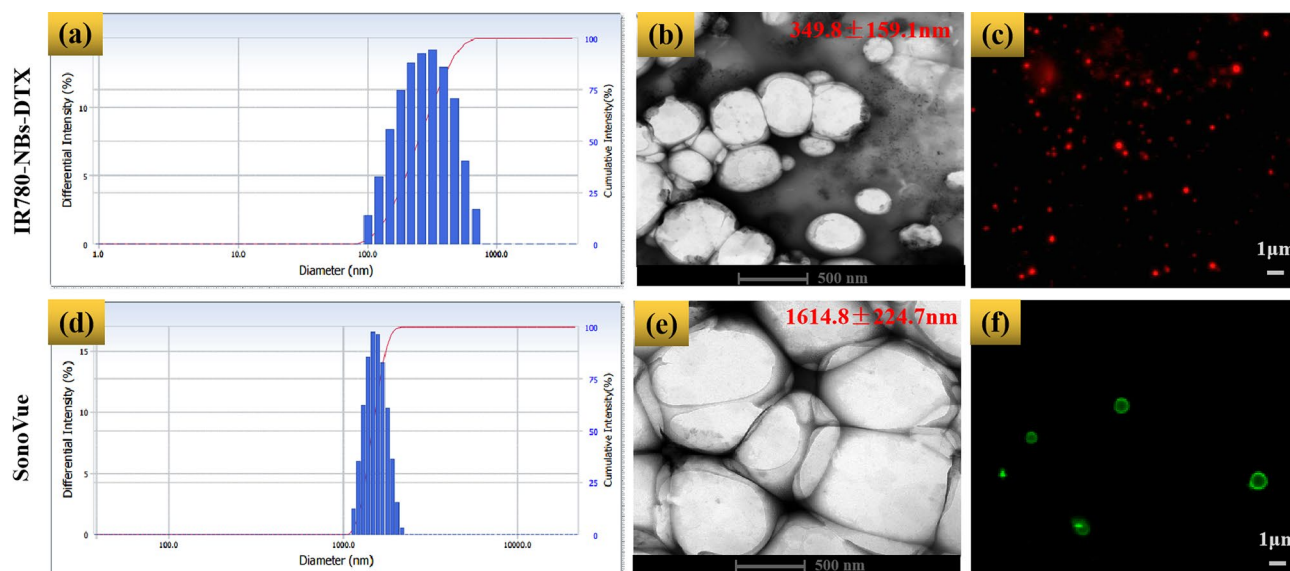 IR780-NBs-DTX
(a)
Differential Intensity (%)
10
5
0
100
75
50
25
0
Cumulative Intensity(%)
1.0
10.0
100.0
1000.0
Diameter (nm)
(b)
349.8±159.1nm
500 nm
(c)
1μm
SonoVue
(d)
Differential Intensity (%)
15
10
5
0
100
75
50
25
0
Cumulative Intensity(%)
100.0
1000.0
10000.0
Diameter (nm)
(e)
1614.8±224.7nm
500 nm
(f)
1μm